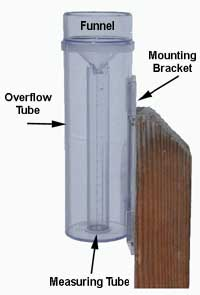 Funnel
Mounting
Bracket
Overflow
Tube
Measuring Tube